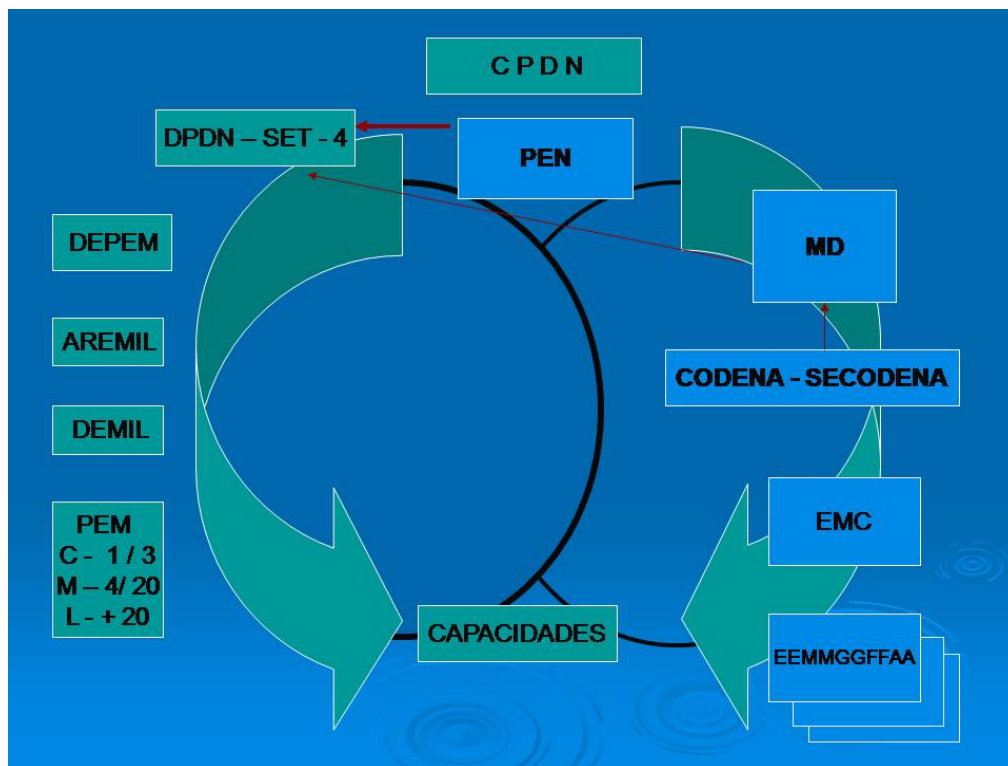 C P D N
DPDN – SET - 4
PEN
DEPEM
MD
AREMIL
CODENA - SECODENA
DEMIL
PEM
C - 1 / 3
M – 4/ 20
L - + 20
EMC
CAPACIDADES
EEMMGGFFAA